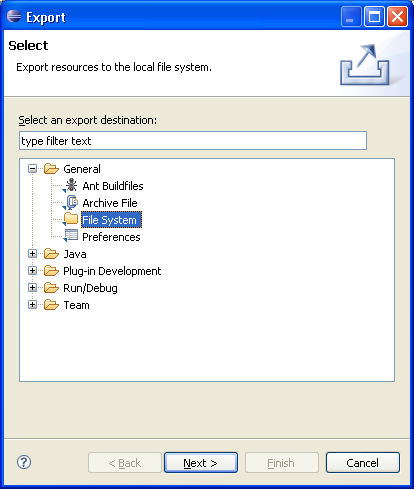 Export
Select
Export resources to the local file system.
Select an export destination:
type filter text
General
Ant Buildfiles
Archive File
File System
Preferences
Java
Plug-in Development
Run/Debug
Team
< Back Next > Finish Cancel